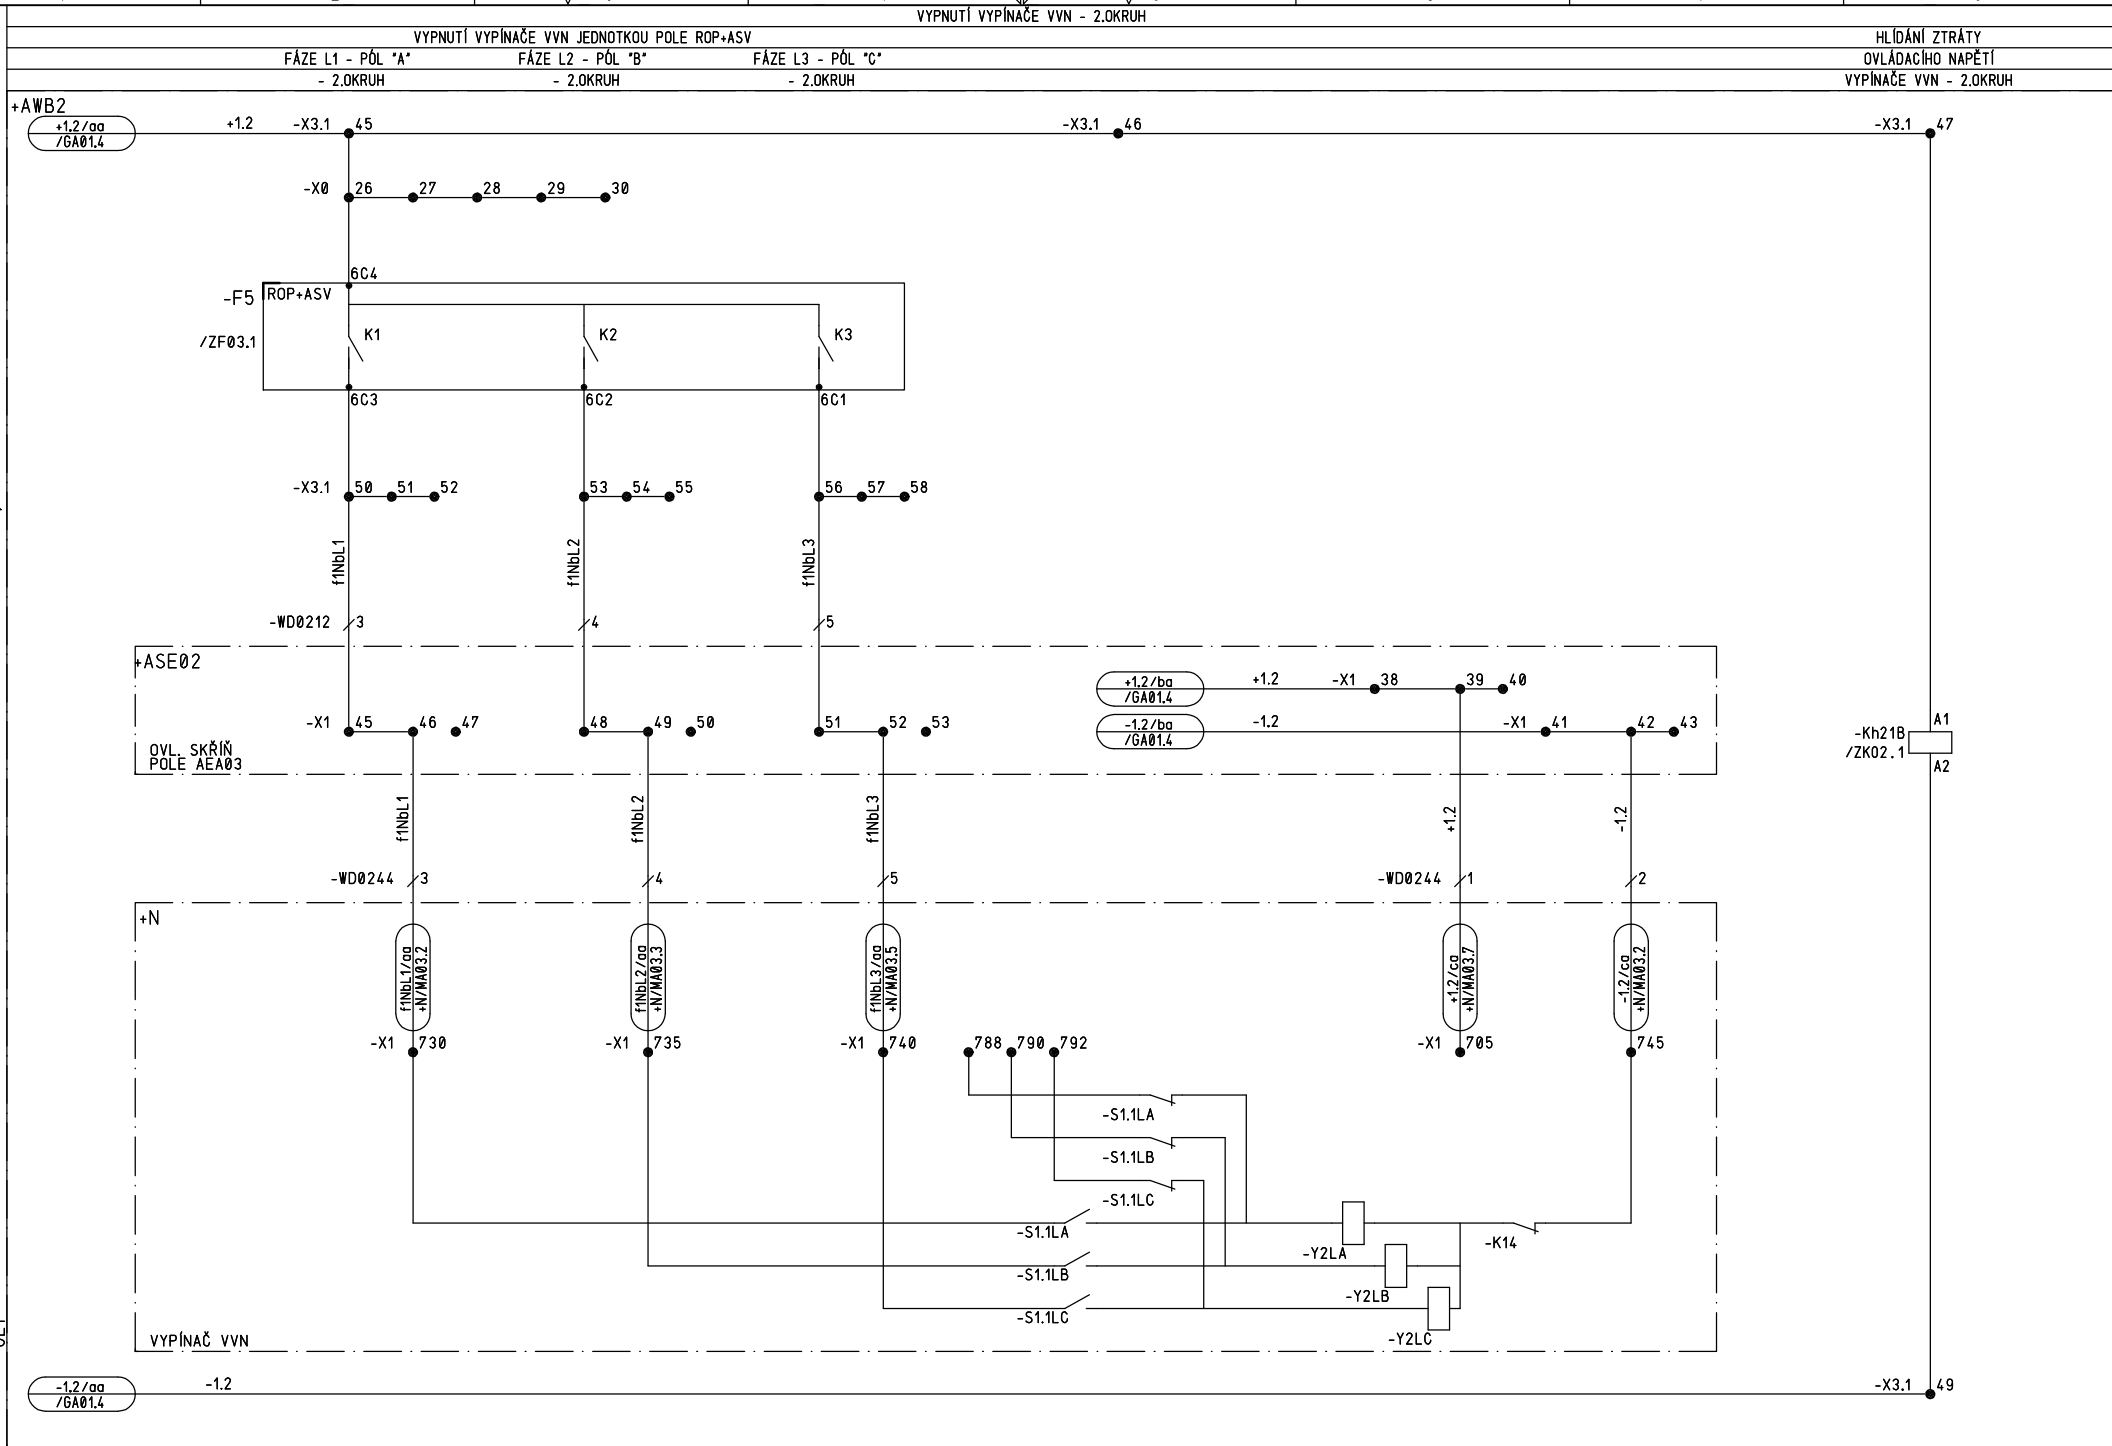 VYPNUTÍ VYPÍNAČE VVN - 2.OKRUH
VYPNUTÍ VYPÍNAČE VVN JEDNOTKOU POLE ROP+ASV
HLÍDÁNÍ ZTRÁTY
FÁZE L1 - PÓL "A"
FÁZE L2 - PÓL "B"
FÁZE L3 - PÓL "C"
OVLÁDACÍHO NAPĚTÍ
- 2.OKRUH
- 2.OKRUH
- 2.OKRUH
VYPÍNAČE VVN - 2.OKRUH
+AWB2
+1.2/aa
/GA01.4
+1.2
-X3.1 45
-X3.1 46
-X3.1 47
-X0 26 27 28 29 30
6C4
-F5
ROP+ASV
/ZF03.1
K1
K2
K3
6C3
6C2
6C1
-X3.1 50 51 52
53 54 55
56 57 58
f1NbL1
f1NbL2
f1NbL3
-WD0212 3
4
5
+ASE02
+1.2/ba
/GA01.4
+1.2
-X1 38 39 40
-1.2/ba
/GA01.4
-1.2
-X1 41 42 43
-X1 45 46 47
48 49 50
51 52 53
OVL. SKŘÍŇ
POLE AEA03
-Kh21B
/ZK02.1
A1
A2
f1NbL1
f1NbL2
f1NbL3
+1.2
-1.2
-WD0244 3
4
5
-WD0244 1
2
+N
f1NbL1/aa
+N/MA03.2
f1NbL2/aa
+N/MA03.3
f1NbL3/aa
+N/MA03.5
+1.2/ca
+N/MA03.7
-1.2/ca
+N/MA03.2
-X1 730
-X1 735
-X1 740
788 790 792
-X1 705
745
-S1.1LA
-S1.1LB
-S1.1LC
-S1.1LA
-Y2LA
-K14
-S1.1LB
-Y2LB
-S1.1LC
-Y2LC
VYPÍNAČ VVN
-1.2/aa
/GA01.4
-1.2
-X3.1 49